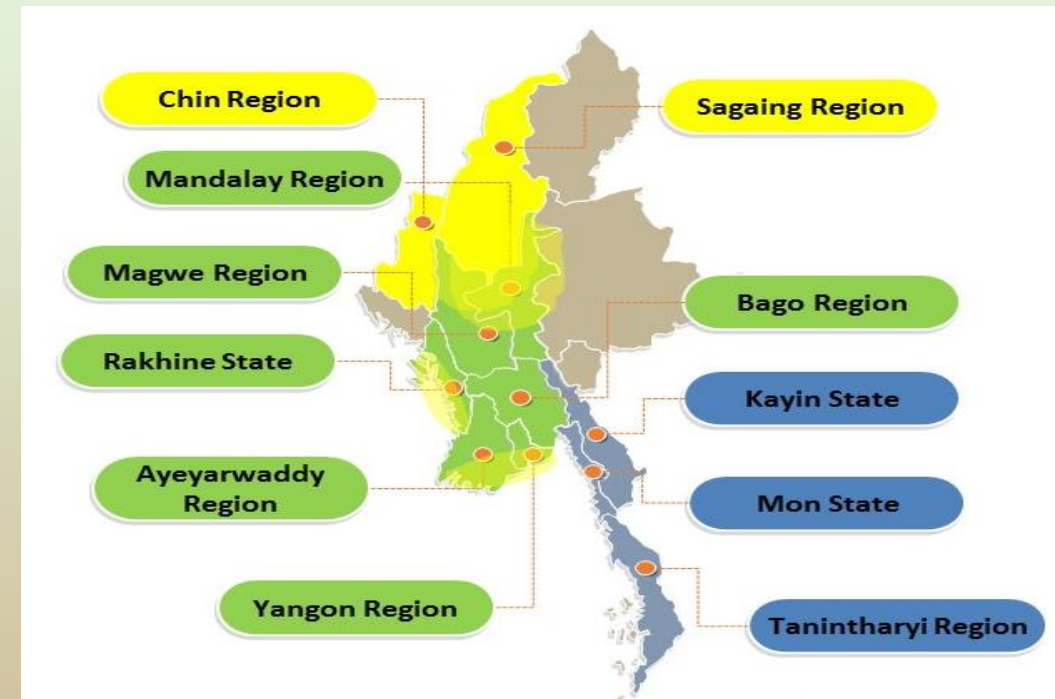 Chin Region
Sagaing Region
Mandalay Region
Magwe Region
Bago Region
Rakhine State
Kayin State
Ayeyarwaddy
Region
Mon State
Yangon Region
Tanintharyi Region